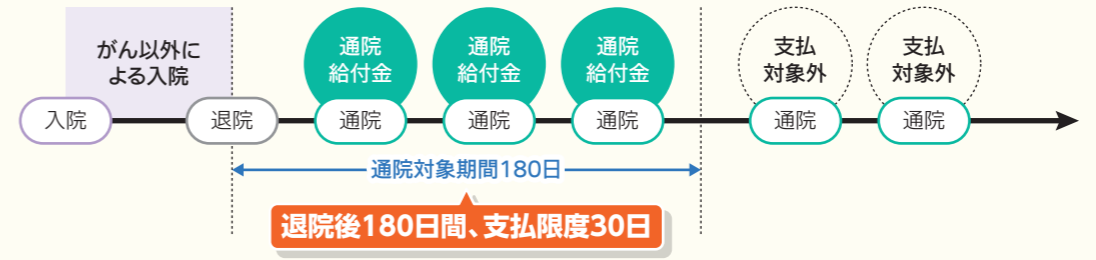 がん以外に
よる入院
通院
給付金
通院
給付金
通院
給付金
支払
対象外
支払
対象外
入院
退院
通院
通院
通院
通院
通院
通院対象期間180日
退院後180日間、支払限度30日